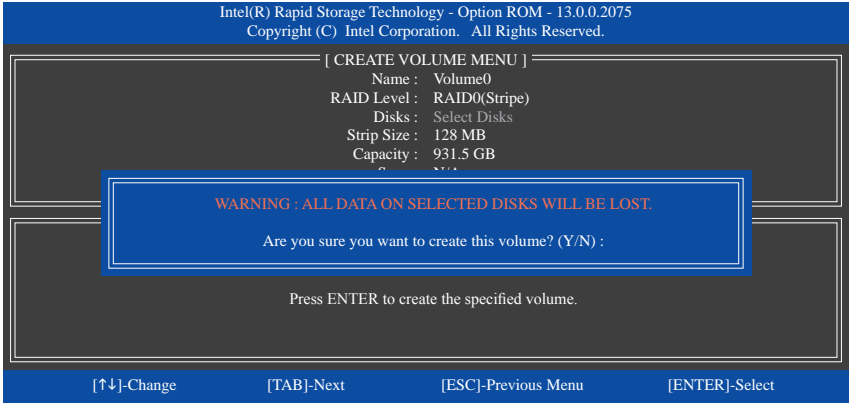 Intel(R) Rapid Storage Technology - Option ROM - 13.0.0.2075
Copyright (C) Intel Corporation. All Rights Reserved.
[ CREATE VOLUME MENU ]
Name : Volume0
RAID Level : RAID0(Stripe)
Disks : Select Disks
Strip Size : 128 MB
Capacity : 931.5 GB
WARNING : ALL DATA ON SELECTED DISKS WILL BE LOST.
Are you sure you want to create this volume? (Y/N) :
Press ENTER to create the specified volume.
[↑↓]-Change [TAB]-Next [ESC]-Previous Menu [ENTER]-Select